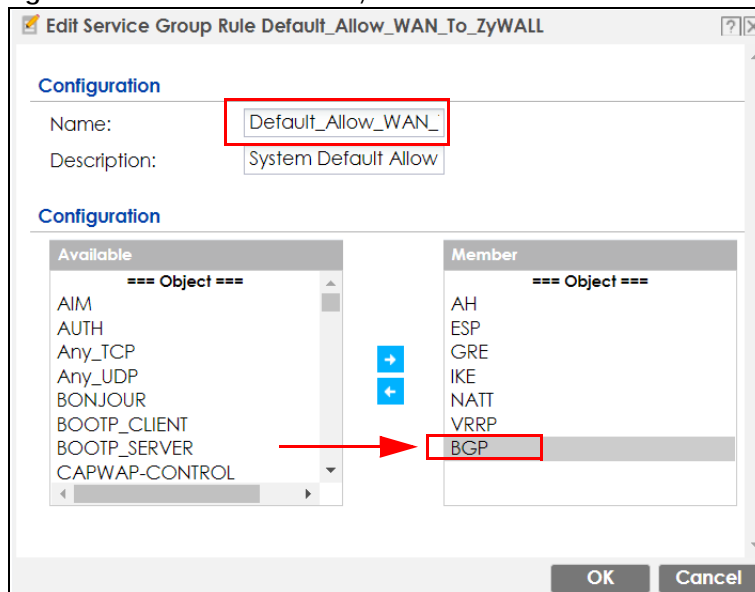 Edit Service Group Rule Default_Allow_WAN_To_ZyWALL
Configuration
Name: Default_Allow_WAN_
Description: System Default Allow
Configuration
Available
=== Object ===
AIM
AUTH
Any_TCP
Any_UDP
BONJOUR
BOOTP_CLIENT
BOOTP_SERVER
CAPWAP-CONTROL
Member
=== Object ===
AH
ESP
GRE
IKE
NATT
VRRP
BGP
OK Cancel